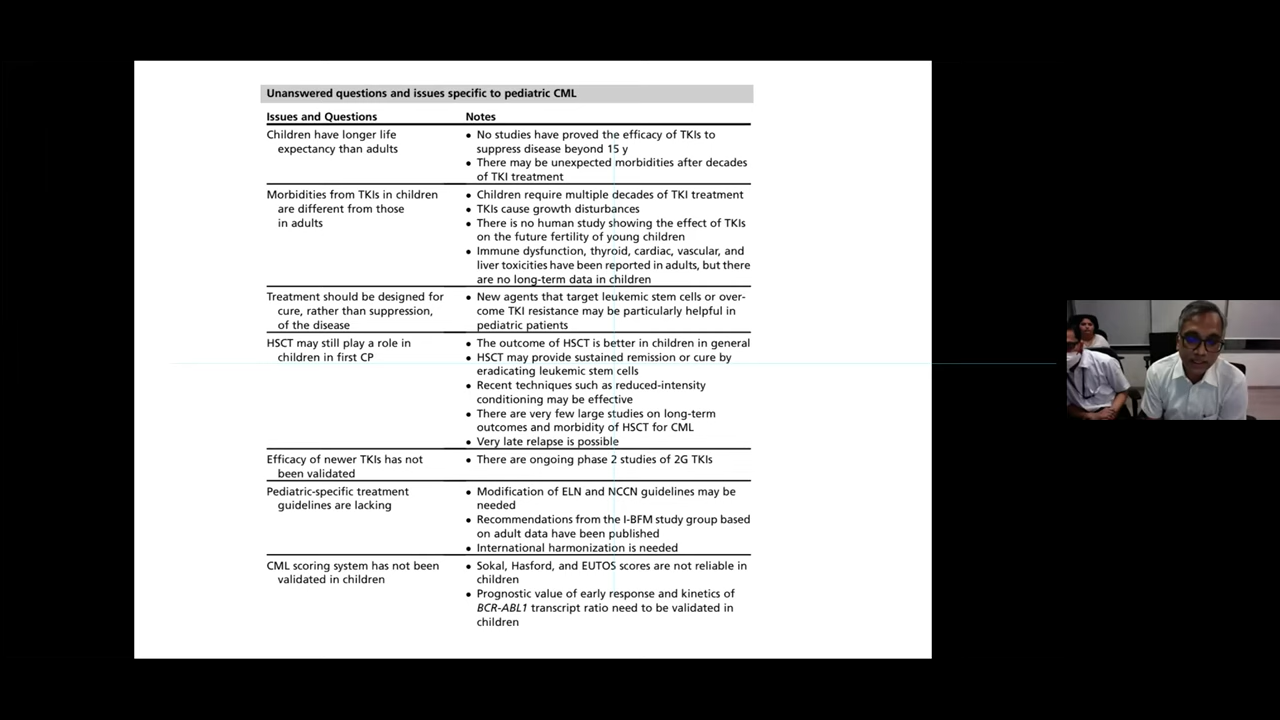 Unanswered questions and issues specific to pediatric CML
Issues and Questions
Notes
Children have longer life
expectancy than adults
• No studies have proved the efficacy of TKIs to
suppress disease beyond 15 y
• There may be unexpected morbidities after decades
of TKI treatment
Morbidities from TKIs in children
are different from those
in adults
• Children require multiple decades of TKI treatment
• TKIs cause growth disturbances
• There is no human study showing the effect of TKIs
on the future fertility of young children
• Immune dysfunction, thyroid, cardiac, vascular, and
liver toxicities have been reported in adults, but there
are no long-term data in children
Treatment should be designed for
cure, rather than suppression,
of the disease
• New agents that target leukemic stem cells or over-
come TKI resistance may be particularly helpful in
pediatric patients
HSCT may still play a role in
children in first CP
• The outcome of HSCT is better in children in general
• HSCT may provide sustained remission or cure by
eradicating leukemic stem cells
• Recent techniques such as reduced-intensity
conditioning may be effective
• There are very few large studies on long-term
outcomes and morbidity of HSCT for CML
• Very late relapse is possible
Efficacy of newer TKIs has not
been validated
• There are ongoing phase 2 studies of 2G TKIs
Pediatric-specific treatment
guidelines are lacking
• Modification of ELN and NCCN guidelines may be
needed
• Recommendations from the I-BFM study group based
on adult data have been published
• International harmonization is needed
CML scoring system has not been
validated in children
• Sokal, Hasford, and EUTOS scores are not reliable in
children
• Prognostic value of early response and kinetics of
BCR-ABL1 transcript ratio need to be validated in
children